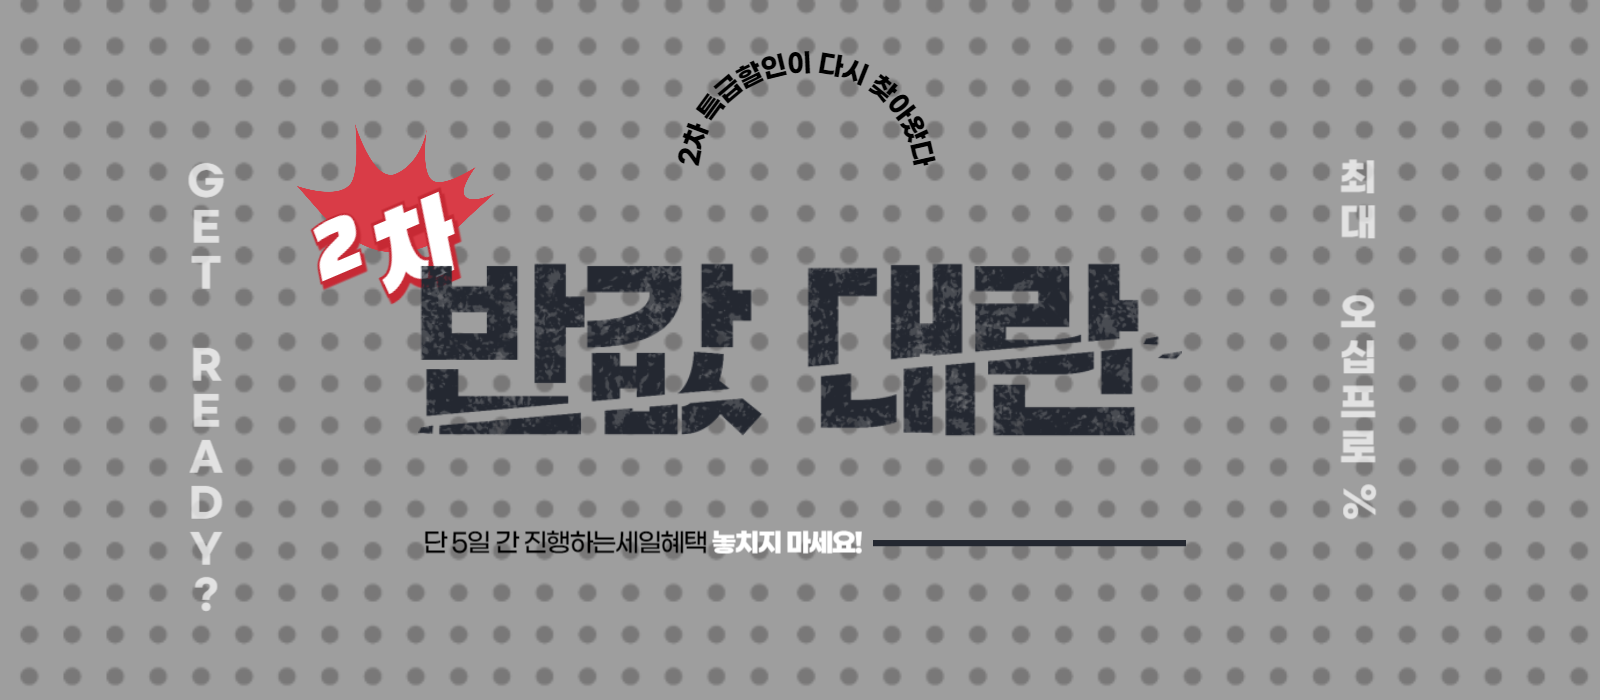 2차 특급할인이 다시 찾아왔다
GET READY?
2차
반값 대란
최대 오십프로 %
단 5일 간 진행하는세일혜택 놓치지 마세요!